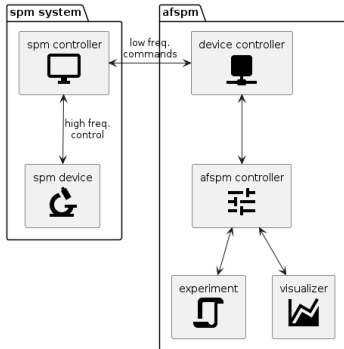 spm system
afspm
spm controller
low freq.
commands
device controller
high freq.
control
spm device
afspm controller
experiment
visualizer